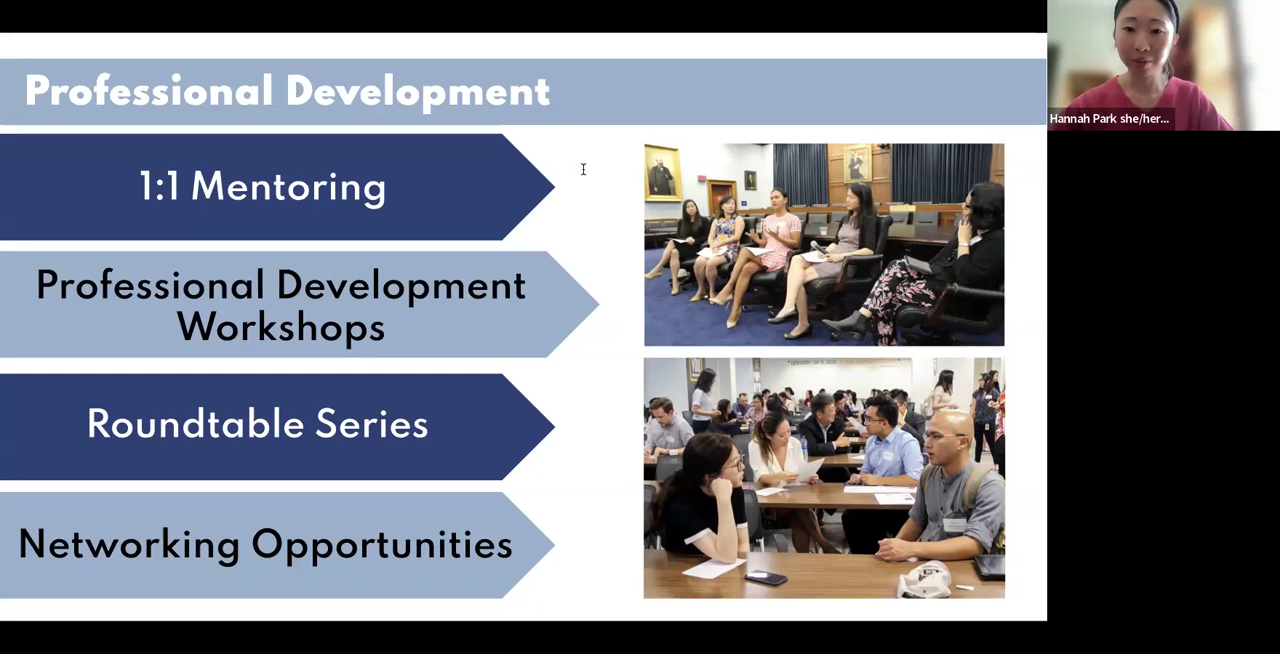 Professional Development
1:1 Mentoring
Professional Development
Workshops
Roundtable Series
Networking Opportunities
Hannah Park she/her...